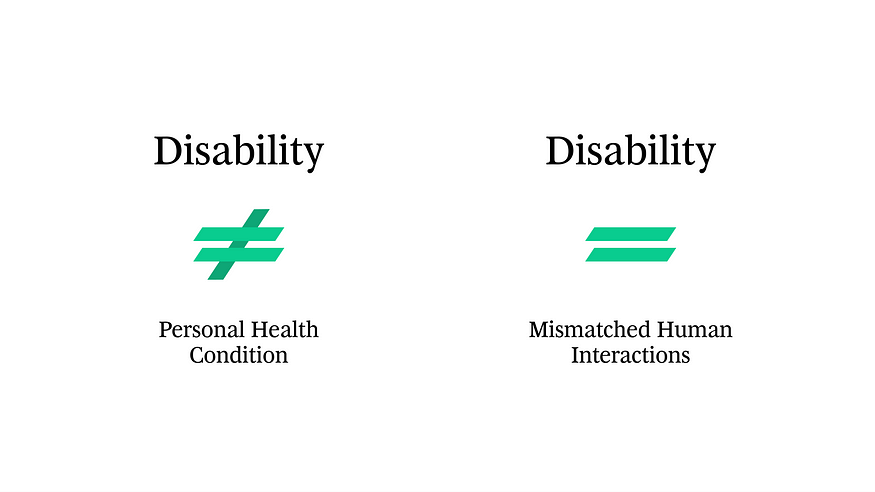 Disability
≠
Personal Health
Condition
Disability
=
Mismatched Human
Interactions